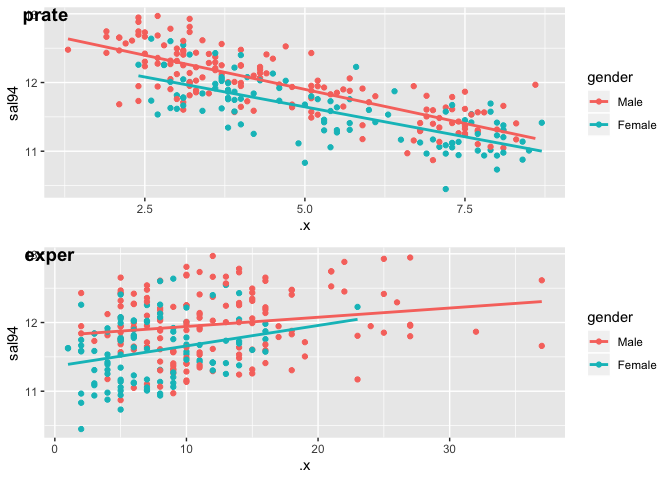 prate
12
11
sal94
2.5
5.0
7.5
.x
gender
Male
Female
exper
12
11
sal94
0
10
20
30
.x
gender
Male
Female